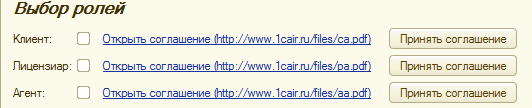 Выбор ролей
Клиент: Открыть соглашение (http://www.1cair.ru/files/ca.pdf) Принять соглашение
Лицензиар: Открыть соглашение (http://www.1cair.ru/files/pa.pdf) Принять соглашение
Агент: Открыть соглашение (http://www.1cair.ru/files/aa.pdf) Принять соглашение